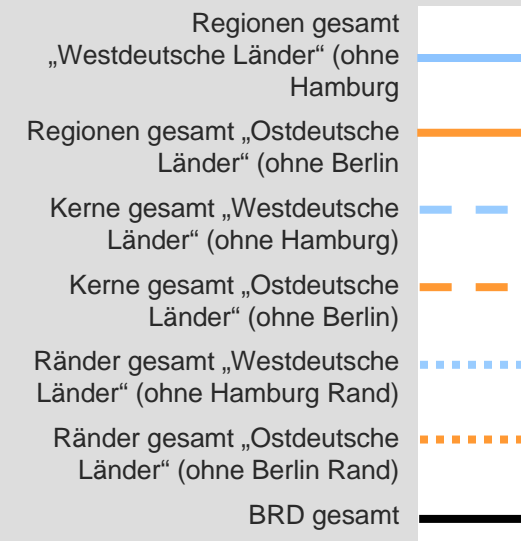 Regionen gesamt
„Westdeutsche Länder“ (ohne
Hamburg
Regionen gesamt „Ostdeutsche
Länder“ (ohne Berlin
Kerne gesamt „Westdeutsche
Länder“ (ohne Hamburg)
Kerne gesamt „Ostdeutsche
Länder“ (ohne Berlin)
Ränder gesamt „Westdeutsche
Länder“ (ohne Hamburg Rand)
Ränder gesamt „Ostdeutsche
Länder“ (ohne Berlin Rand)
BRD gesamt